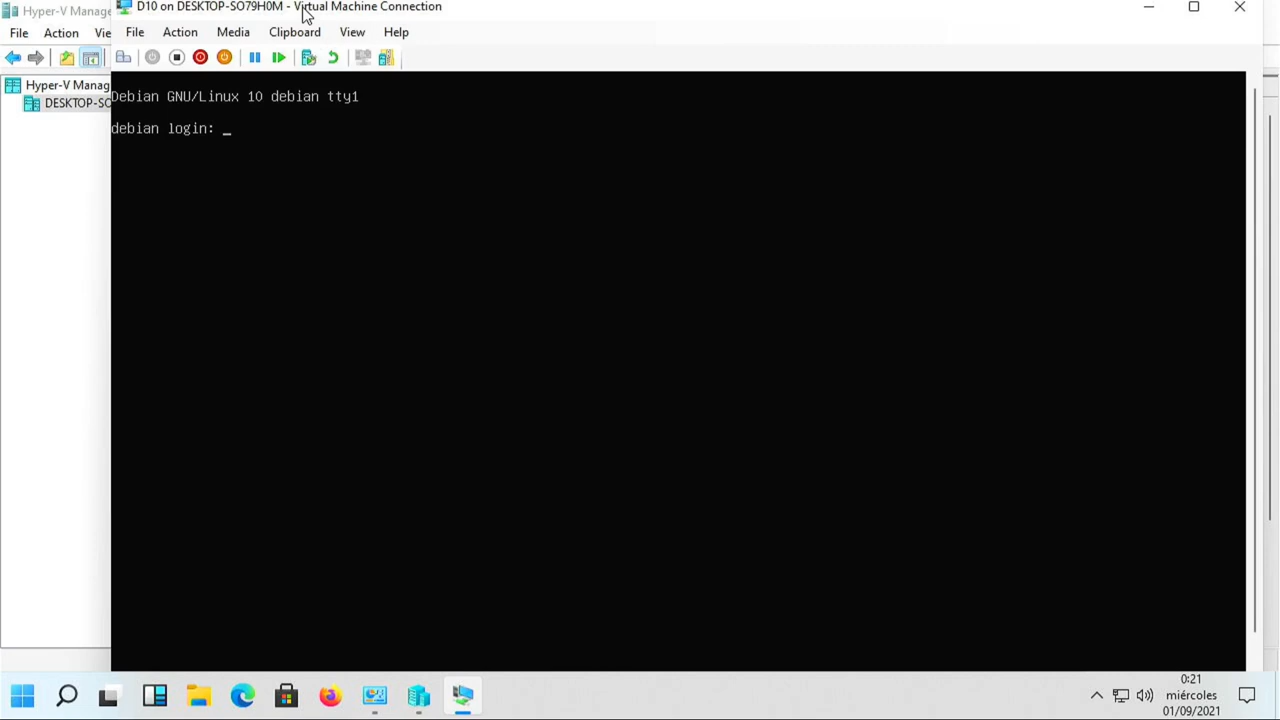 Hyper-V Manage
D10 on DESKTOP-SO79H0M - Virtual Machine Connection
File Action Vie
File Action Media Clipboard View Help
Hyper-V Manag
DESKTOP-SO
Debian GNU/Linux 10 debian tty1
debian login: _
0:21
miércoles
01/09/2021